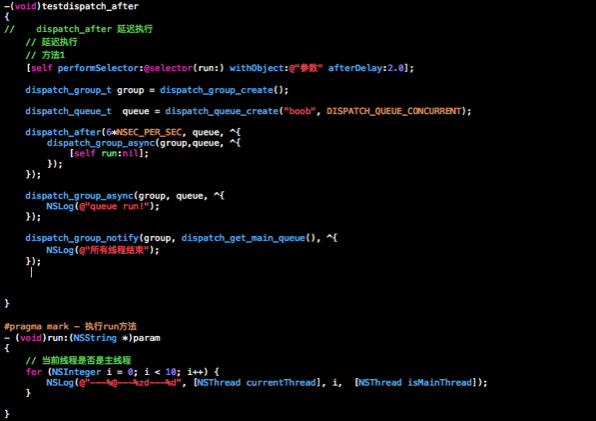 -(void)testdispatch_after
{
// dispatch_after 延迟执行
// 延迟执行
// 方法1
[self performSelector:@selector(run:) withObject:@"参数" afterDelay:2.0];
dispatch_group_t group = dispatch_group_create();
dispatch_queue_t queue = dispatch_queue_create("boob", DISPATCH_QUEUE_CONCURRENT);
dispatch_after(6*NSEC_PER_SEC, queue, ^{
dispatch_group_async(group,queue, ^{
[self run:nil];
});
});
dispatch_group_async(group, queue, ^{
NSLog(@"queue run!");
});
dispatch_group_notify(group, dispatch_get_main_queue(), ^{
NSLog(@"所有线程结束");
});
}
#pragma mark - 执行run方法
- (void)run:(NSString *)param
{
// 当前线程是否是主线程
for (NSInteger i = 0; i < 10; i++) {
NSLog(@"---%@---%zd---%d", [NSThread currentThread], i, [NSThread isMainThread]);
}
}